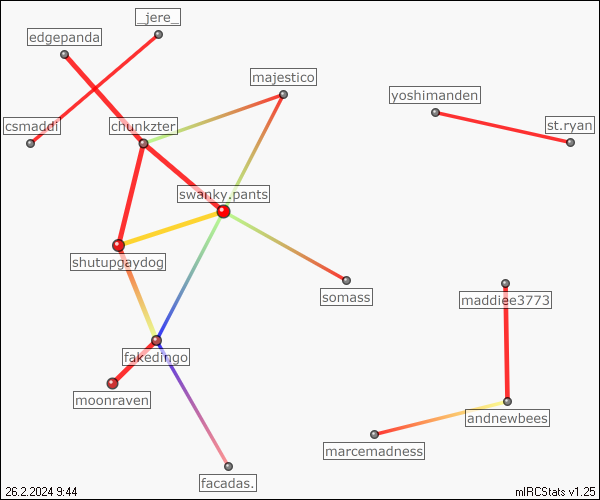 _jere_
edgepanda
majestico
yoshimanden
csmaddi
chunkzter
st.ryan
swanky.pants
shutupgaydog
somass
maddiee3773
fakedingo
moonraven
andnewbees
marcemadness
facadas.
26.2.2024 9:44
mIRCStats v1.25